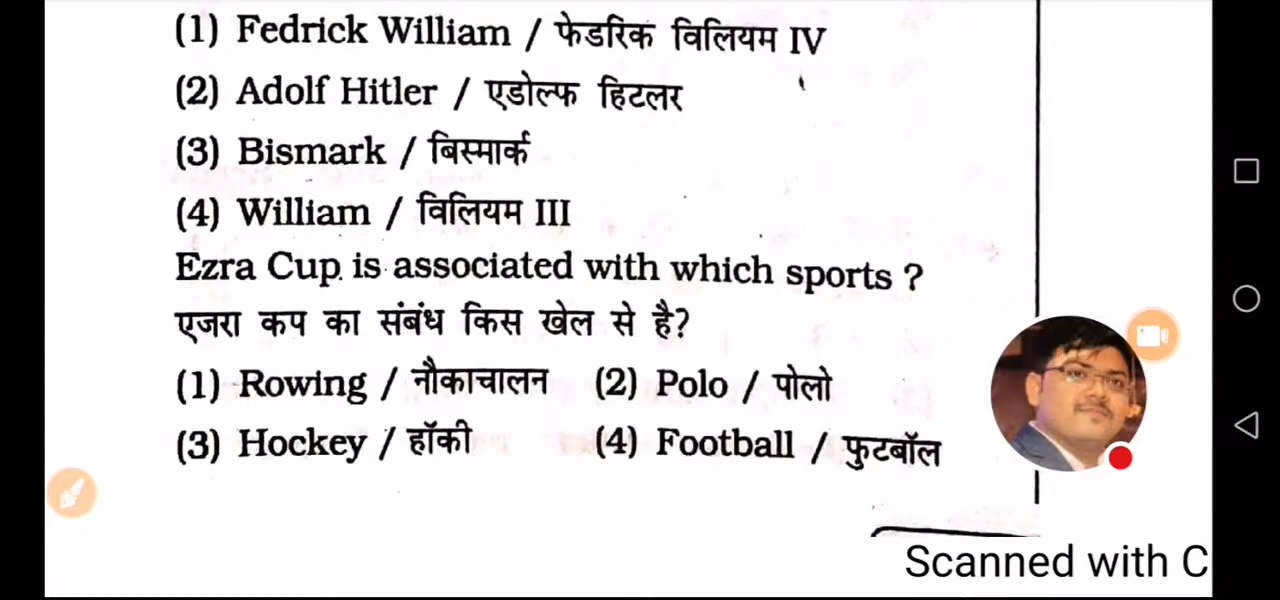 (1) Fedrick William / फेडरिक विलियम IV
(2) Adolf Hitler / एडोल्फ हिटलर
(3) Bismark / बिस्मार्क
(4) William / विलियम III
Ezra Cup is associated with which sports ?
एजरा कप का संबंध किस खेल से है?
(1) Rowing / नौकाचालन (2) Polo / पोलो
(3) Hockey / हॉकी (4) Football / फुटबॉल
Scanned with C